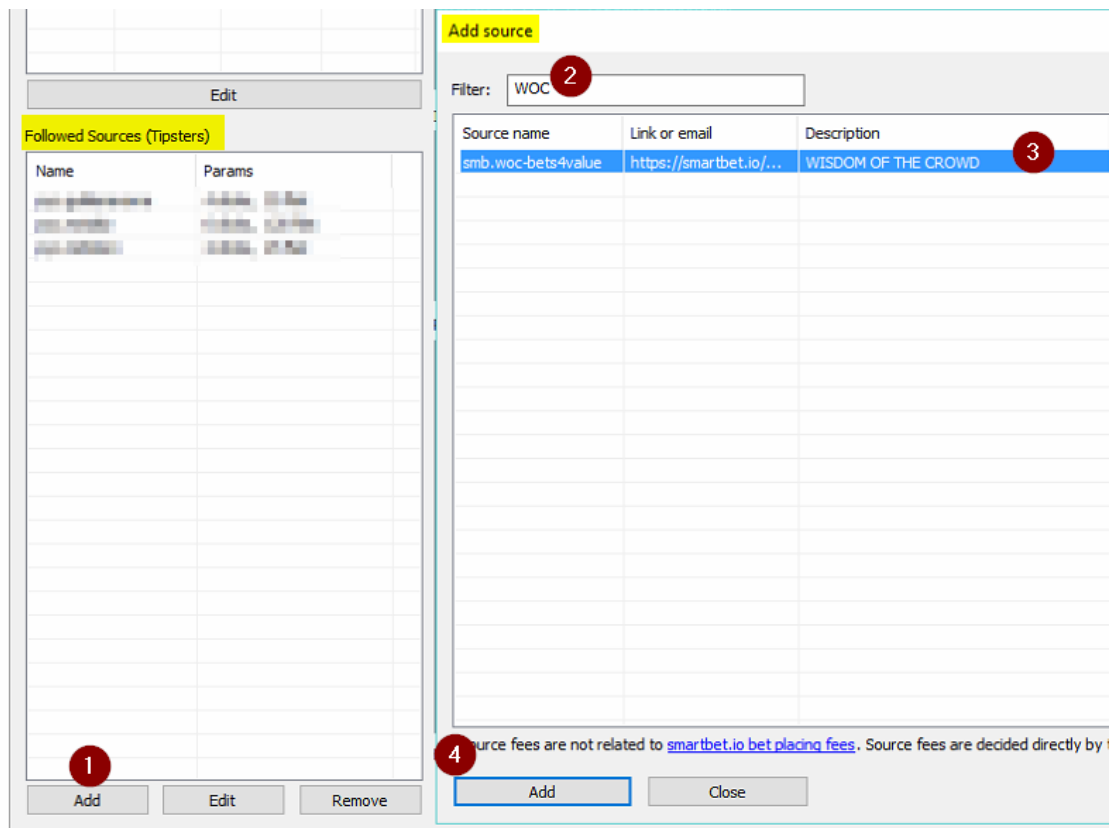 Edit
Followed Sources (Tipsters)
Name Params
1
Add Edit Remove
Add source
2
Filter: WOC
Source name Link or email Description
3
smb.woc-bets4value https://smartbet.io/... WISDOM OF THE CROWD
fees are not related to smartbet.io bet placing fees. Source fees are decided directly by
4
Add Close